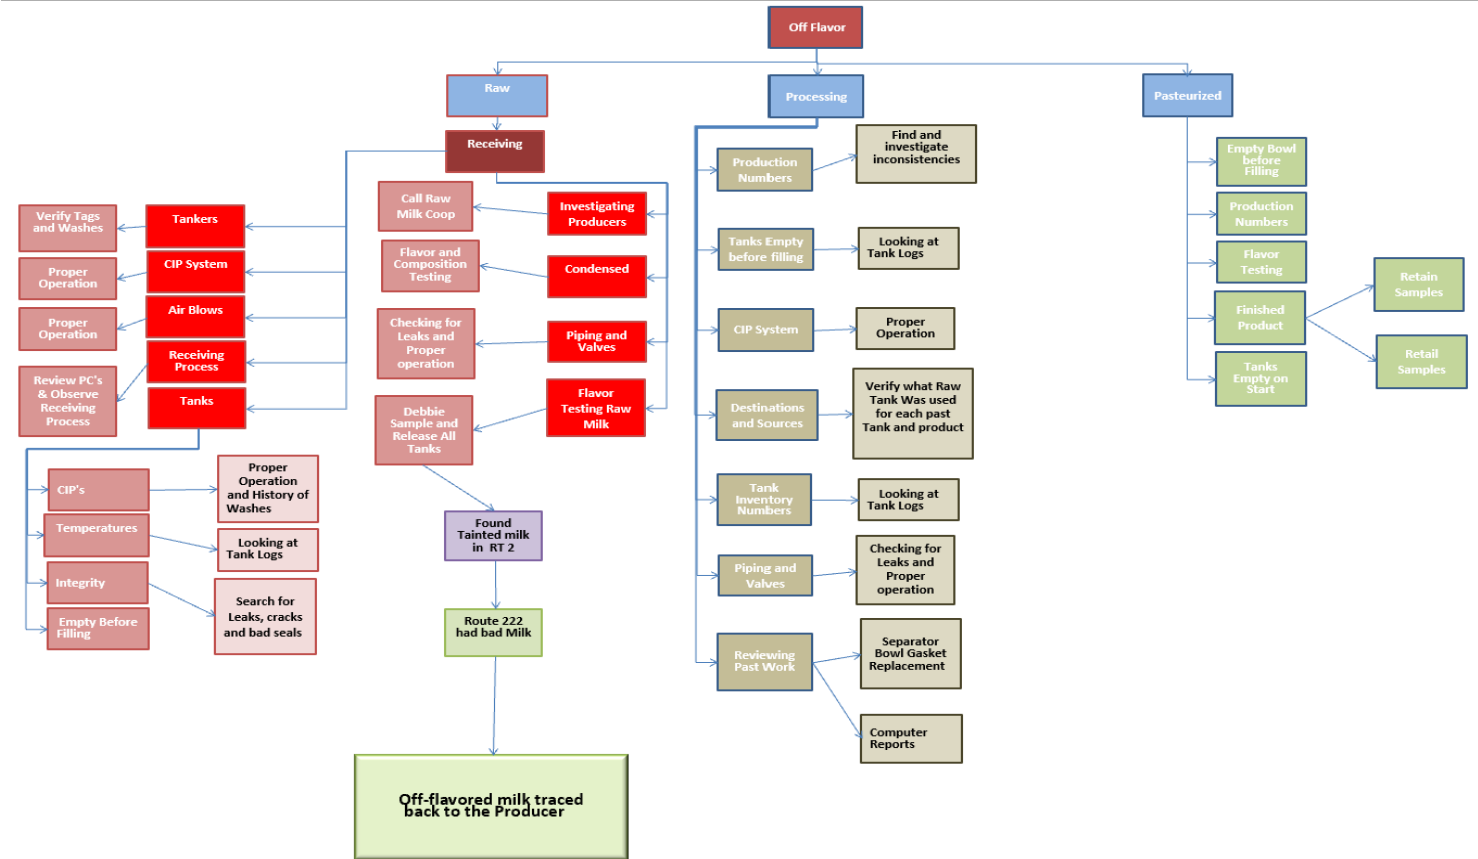 Off Flavor
Raw
Processing
Pasteurized
Receiving
Tankers
Verify Tags
and Washes
CIP System
Proper
Operation
Air Blows
Proper
Operation
Receiving
Process
Review PC's
& Observe
Receiving
Process
Tanks
CIP's
Proper
Operation
and History of
Washes
Temperatures
Looking at
Tank Logs
Integrity
Search for
Leaks, cracks
and bad seals
Empty Before
Filling
Investigating
Producers
Call Raw
Milk Coop
Condensed
Flavor and
Composition
Testing
Piping and
Valves
Checking for
Leaks and
Proper
operation
Flavor
Testing Raw
Milk
Debbie
Sample and
Release All
Tanks
Found
Tainted milk
in RT 2
Route 222
had bad Milk
Off-flavored milk traced
back to the Producer
Production
Numbers
Find and
investigate
inconsistencies
Tanks Empty
before filling
Looking at
Tank Logs
CIP System
Proper
Operation
Destinations
and Sources
Verify what Raw
Tank Was used
for each past
Tank and product
Tank
Inventory
Numbers
Looking at
Tank Logs
Piping and
Valves
Checking for
Leaks and
Proper
operation
Reviewing
Past Work
Separator
Bowl Gasket
Replacement
Computer
Reports
Empty Bowl
before
Filling
Production
Numbers
Flavor
Testing
Finished
Product
Retain
Samples
Retail
Samples
Tanks
Empty on
Start